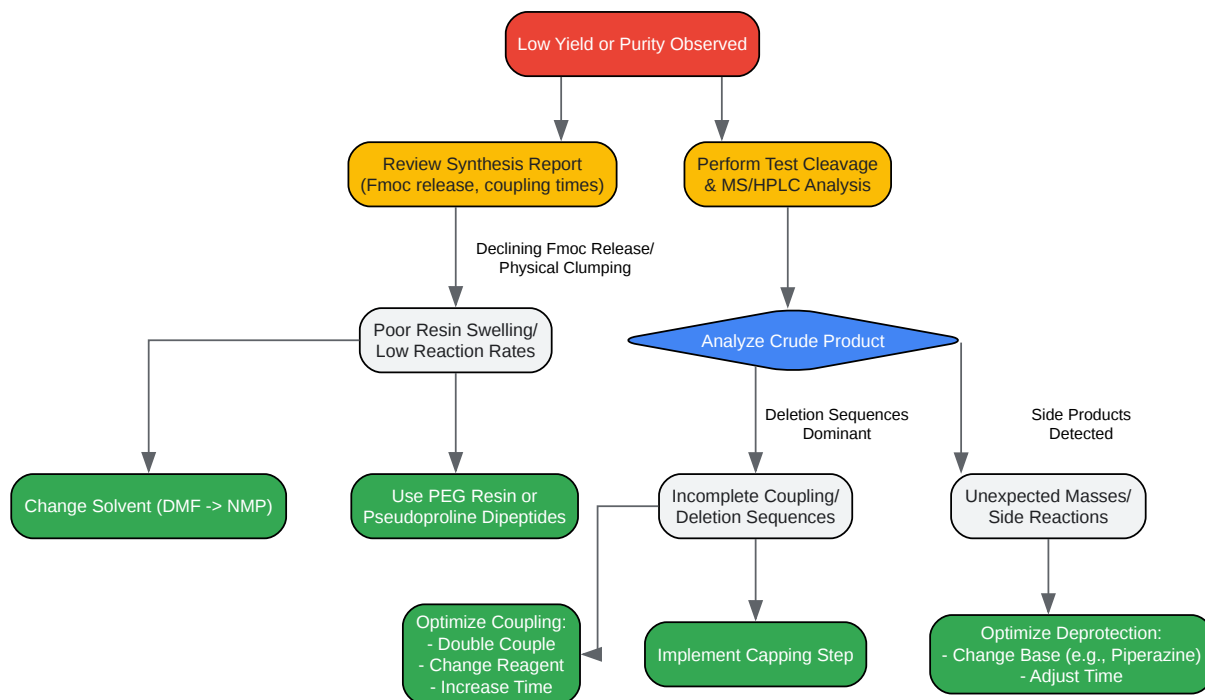 Low Yield or Purity Observed
Review Synthesis Report
(Fmoc release, coupling times)
Perform Test Cleavage
& MS/HPLC Analysis
Declining Fmoc Release/
Physical Clumping
Poor Resin Swelling/
Low Reaction Rates
Analyze Crude Product
Deletion Sequences
Dominant
Side Products
Detected
Change Solvent (DMF -> NMP)
Use PEG Resin or
Pseudoproline Dipeptides
Incomplete Coupling/
Deletion Sequences
Unexpected Masses/
Side Reactions
Optimize Coupling:
- Double Couple
- Change Reagent
- Increase Time
Implement Capping Step
Optimize Deprotection:
- Change Base (e.g., Piperazine)
- Adjust Time